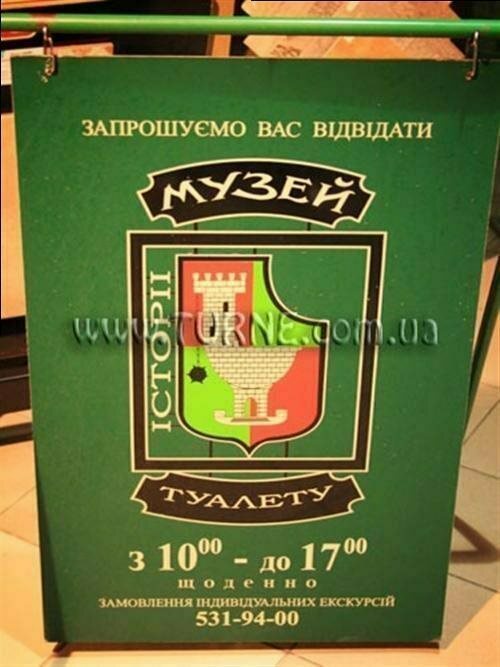 ЗАПРОШУЄМО ВАС ВІДВІДАТИ
МУЗЕЙ
ІСТОРІЇ
www.TURNE.com.ua
ТУАЛЕТУ
з 10⁰⁰ - до 17⁰⁰
щоденно
ЗАМОВЛЕННЯ ІНДИВІДУАЛЬНИХ ЕКСКУРСІЙ
531-94-00